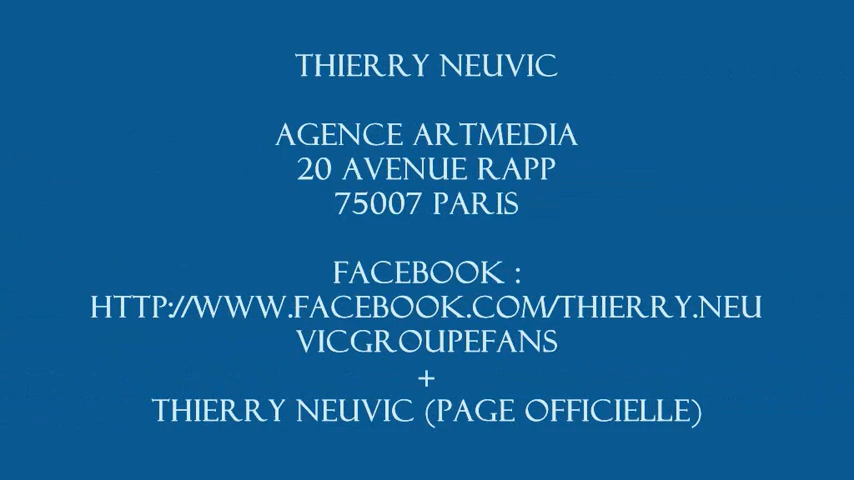 THIERRY NEUVIC
AGENCE ARTMEDIA
20 AVENUE RAPP
75007 PARIS
FACEBOOK :
HTTP://WWW.FACEBOOK.COM/THIERRY.NEU
VICGROUPEFANS
+
THIERRY NEUVIC (PAGE OFFICIELLE)